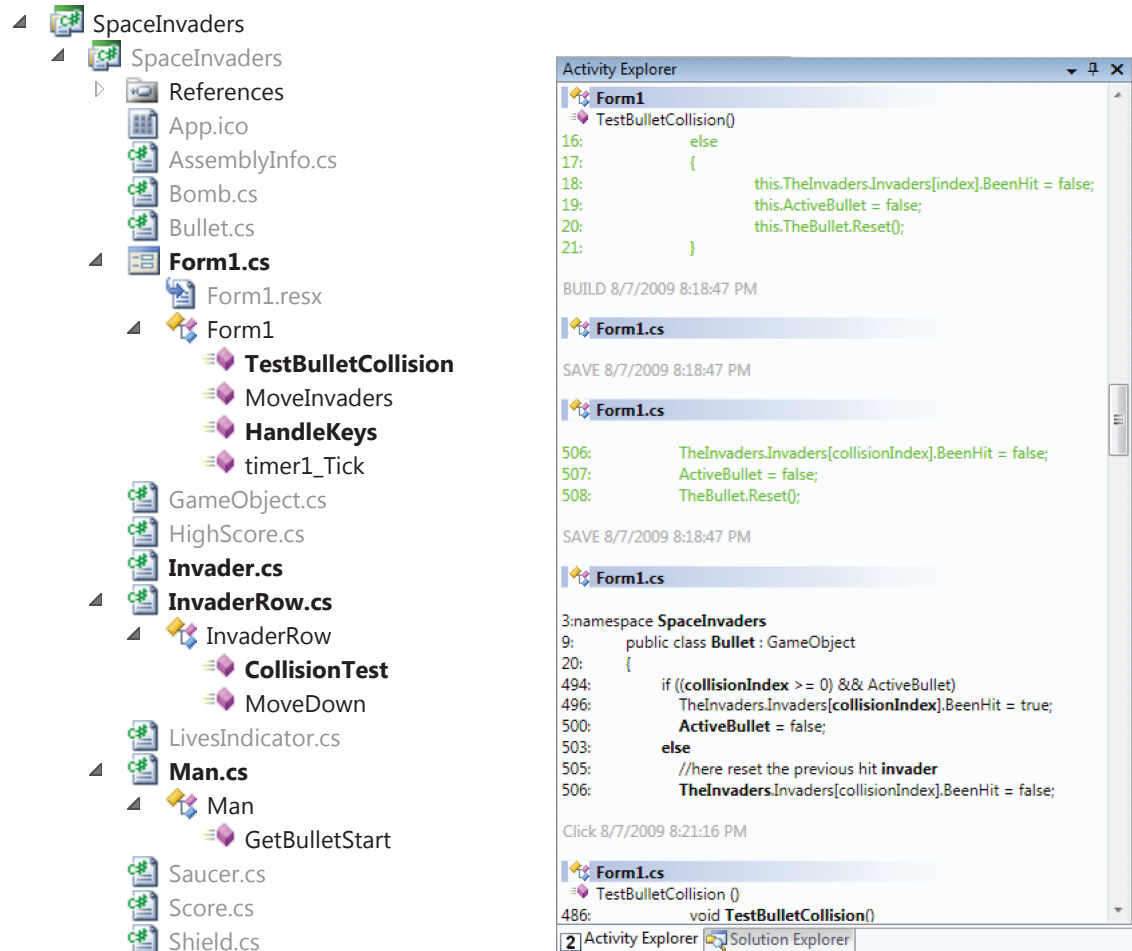 SpaceInvaders
SpaceInvaders
References
App.ico
AssemblyInfo.cs
Bomb.cs
Bullet.cs
Form1.cs
Form1.resx
Form1
TestBulletCollision
MoveInvaders
HandleKeys
timer1_Tick
GameObject.cs
HighScore.cs
Invader.cs
InvaderRow.cs
InvaderRow
CollisionTest
MoveDown
LivesIndicator.cs
Man.cs
Man
GetBulletStart
Saucer.cs
Score.cs
Shield.cs
Activity Explorer
Form1
TestBulletCollision()
16: else
17: {
18: this.TheInvaders.Invaders[index].BeenHit = false;
19: this.ActiveBullet = false;
20: this.TheBullet.Reset();
21: }
BUILD 8/7/2009 8:18:47 PM
Form1.cs
SAVE 8/7/2009 8:18:47 PM
Form1.cs
506: TheInvaders.Invaders[collisionIndex].BeenHit = false;
507: ActiveBullet = false;
508: TheBullet.Reset();
SAVE 8/7/2009 8:18:47 PM
Form1.cs
3:namespace SpaceInvaders
9: public class Bullet : GameObject
20: {
494: if ((collisionIndex >= 0) && ActiveBullet)
496: TheInvaders.Invaders[collisionIndex].BeenHit = true;
500: ActiveBullet = false;
503: else
505: //here reset the previous hit invader
506: TheInvaders.Invaders[collisionIndex].BeenHit = false;
Click 8/7/2009 8:21:16 PM
Form1.cs
TestBulletCollision ()
486: void TestBulletCollision()
2 Activity Explorer Solution Explorer